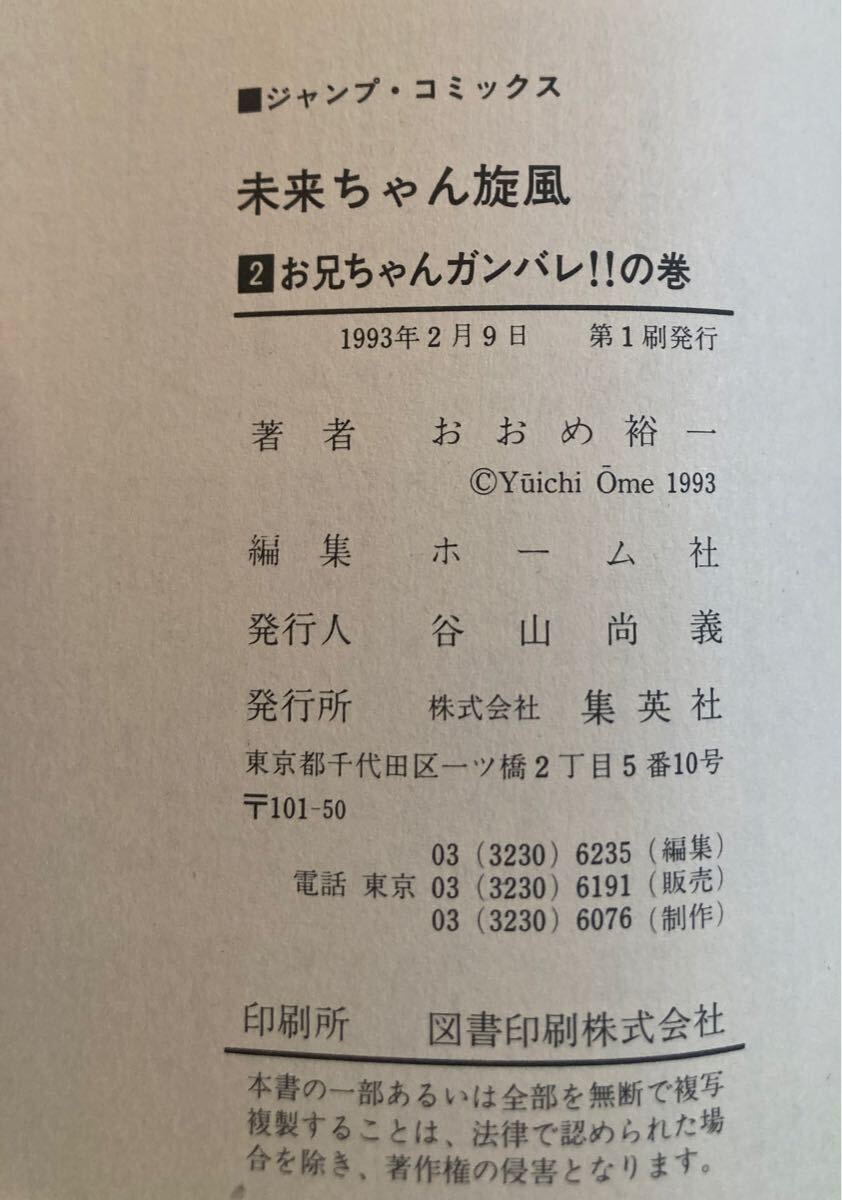 ■ジャンプ・コミックス
未来ちゃん旋風
2お兄ちゃんガンバレ!!の巻
1993年2月9日 第1刷発行
著者 おおめ裕一
©Yūichi Ōme 1993
編集 ホーム社
発行人 谷山尚義
発行所 株式会社 集英社
東京都千代田区一ツ橋2丁目5番10号
〒101-50
03(3230)6235(編集)
電話 東京 03(3230)6191(販売)
03(3230)6076(制作)
印刷所 図書印刷株式会社
本書の一部あるいは全部を無断で複写
複製することは、法律で認められた場
合を除き、著作権の侵害となります。